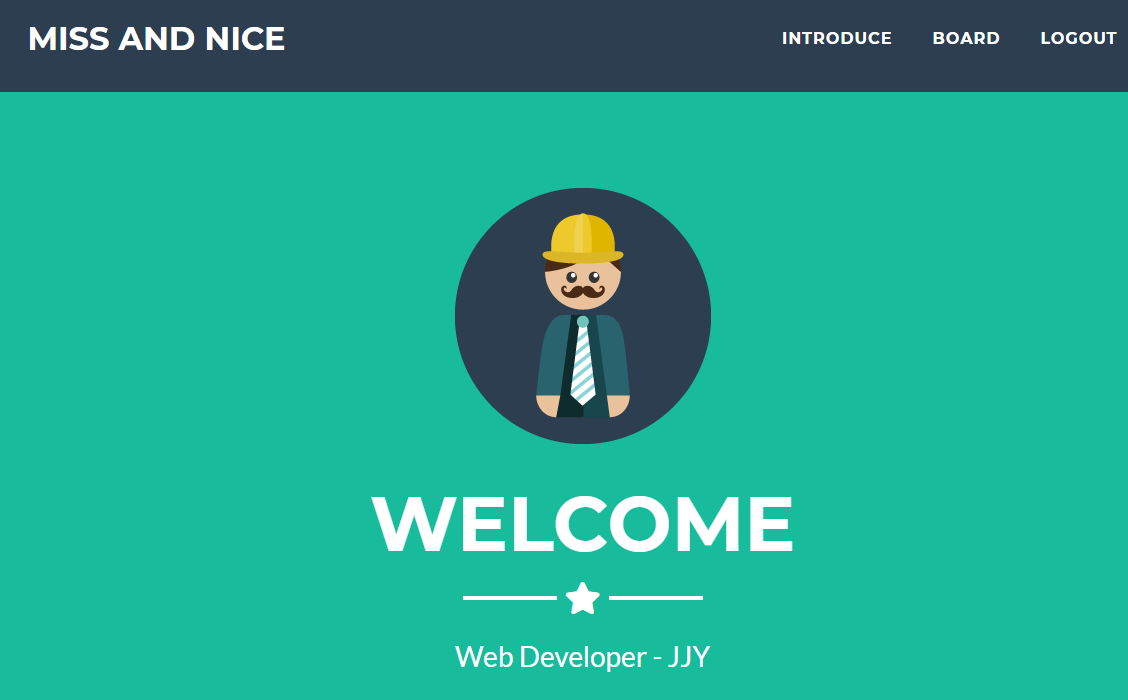 MISS AND NICE
INTRODUCE BOARD LOGOUT
WELCOME
Web Developer - JJY